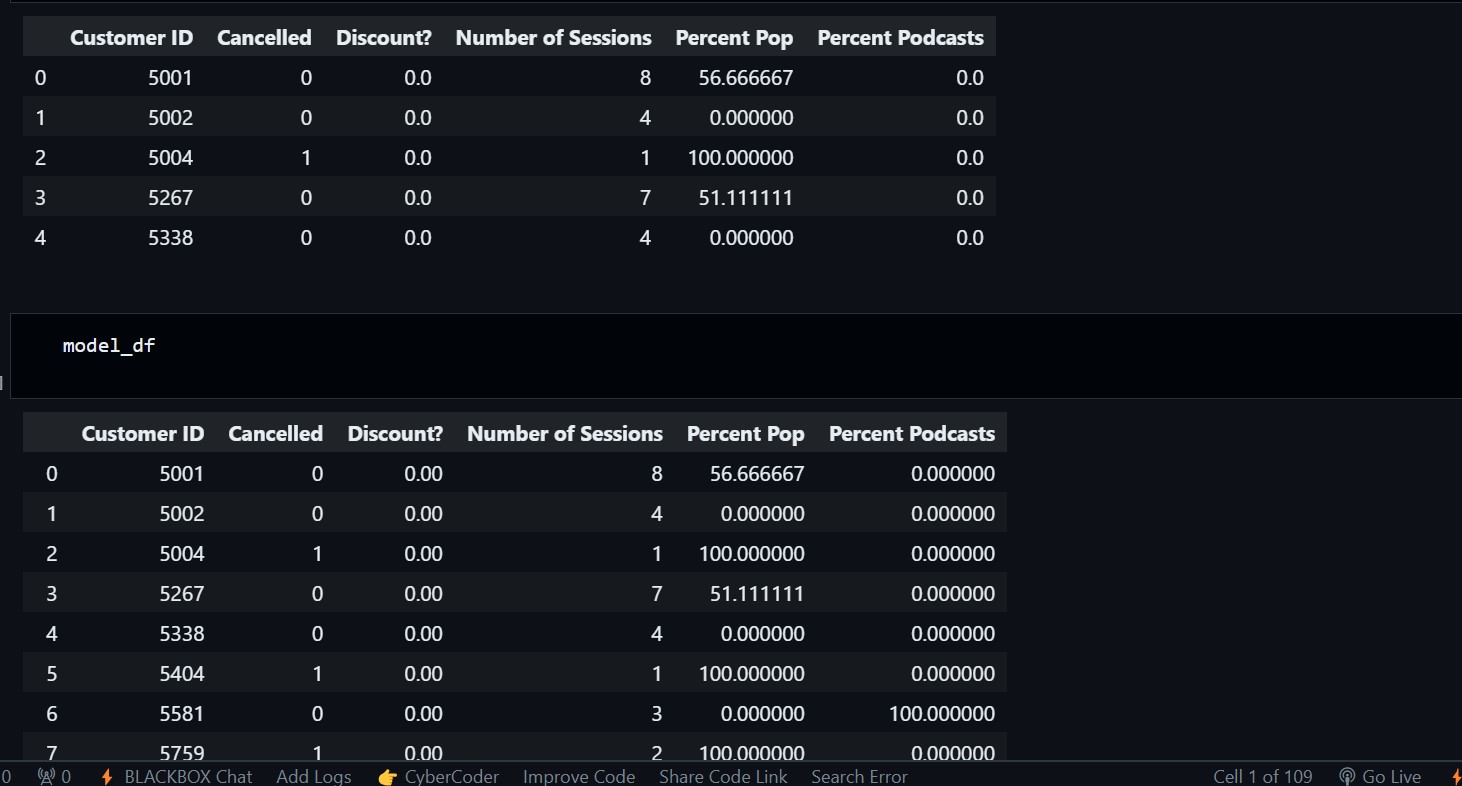 Customer ID Cancelled Discount? Number of Sessions Percent Pop Percent Podcasts
0 5001 0 0.0 8 56.666667 0.0
1 5002 0 0.0 4 0.000000 0.0
2 5004 1 0.0 1 100.000000 0.0
3 5267 0 0.0 7 51.111111 0.0
4 5338 0 0.0 4 0.000000 0.0
model_df
Customer ID Cancelled Discount? Number of Sessions Percent Pop Percent Podcasts
0 5001 0 0.00 8 56.666667 0.000000
1 5002 0 0.00 4 0.000000 0.000000
2 5004 1 0.00 1 100.000000 0.000000
3 5267 0 0.00 7 51.111111 0.000000
4 5338 0 0.00 4 0.000000 0.000000
5 5404 1 0.00 1 100.000000 0.000000
6 5581 0 0.00 3 0.000000 100.000000
7 5759 1 0.00 2 100.000000 0.000000
0 0 BLACKBOX Chat Add Logs CyberCoder Improve Code Share Code Link Search Error Cell 1 of 109 Go Live